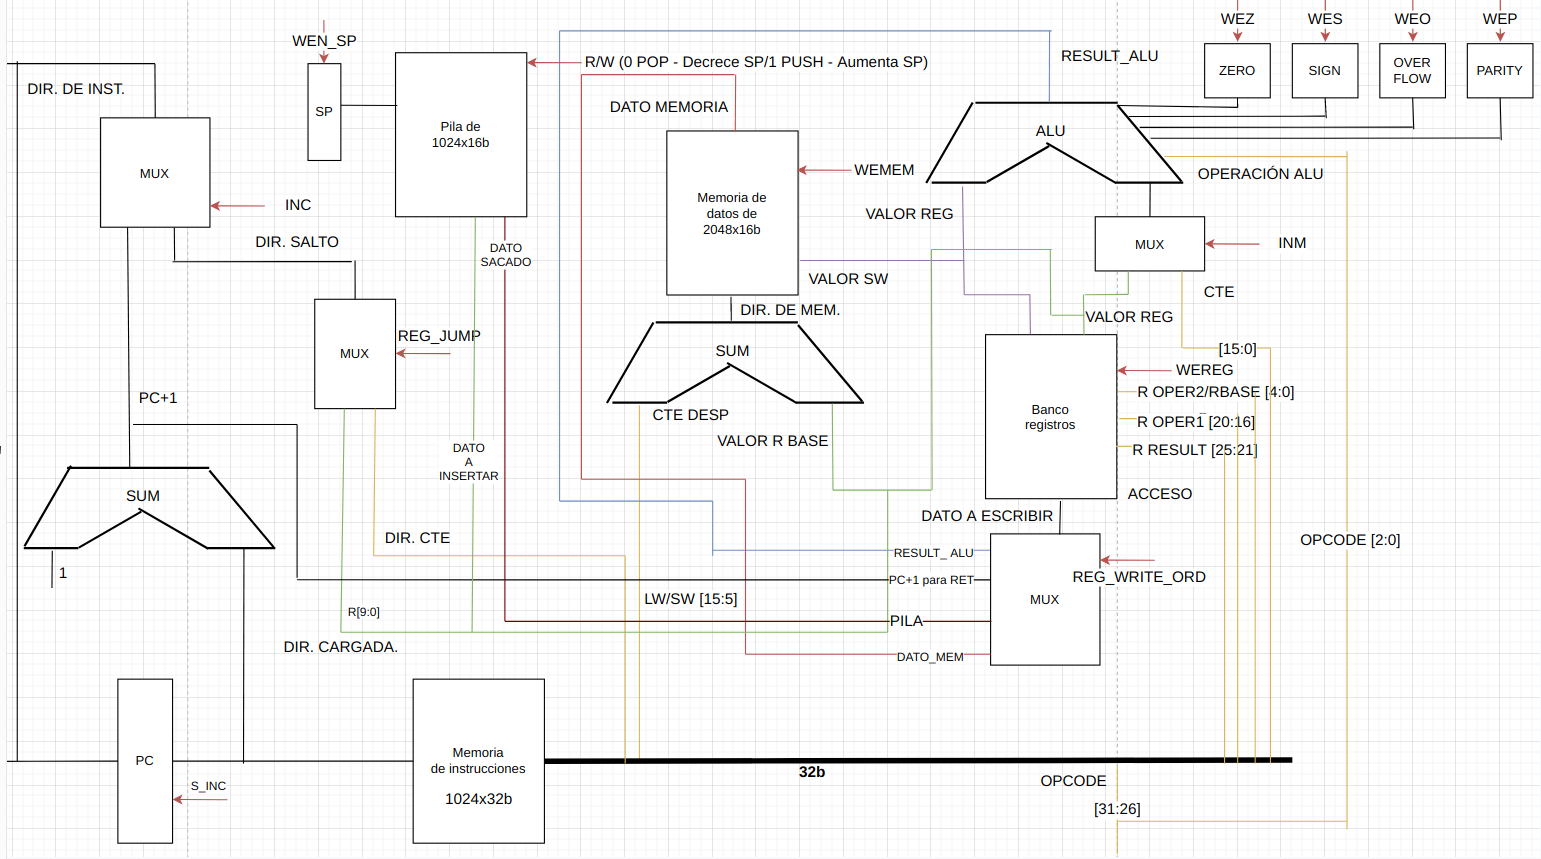 WEZ
WES
WEO
WEP
WEN_SP
R/W (0 POP - Decrece SP/1 PUSH - Aumenta SP)
RESULT_ALU
ZERO
SIGN
OVER
FLOW
PARITY
DIR. DE INST.
SP
Pila de
1024x16b
DATO MEMORIA
ALU
MUX
WEMEM
OPERACIÓN ALU
INC
Memoria de
datos de
2048x16b
VALOR REG
DIR. SALTO
DATO
SACADO
MUX
INM
VALOR SW
CTE
DIR. DE MEM.
VALOR REG
REG_JUMP
MUX
SUM
[15:0]
WEREG
R OPER2/RBASE [4:0]
PC+1
CTE DESP
Banco
registros
R OPER1 [20:16]
VALOR R BASE
R RESULT [25:21]
DATO
A
INSERTAR
SUM
ACCESO
DATO A ESCRIBIR
DIR. CTE
OPCODE [2:0]
RESULT_ ALU
1
PC+1 para RET
REG_WRITE_ORD
MUX
LW/SW [15:5]
R[9:0]
PILA
DIR. CARGADA.
DATO_MEM
PC
Memoria
de instrucciones
1024x32b
32b
S_INC
OPCODE
[31:26]